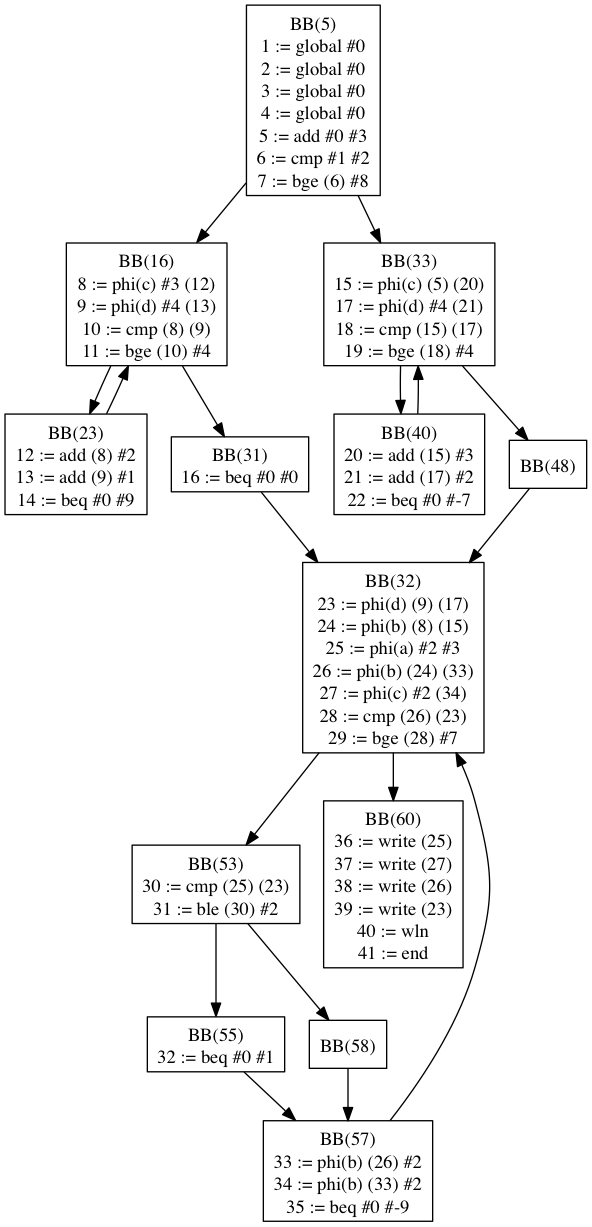 BB(5)
1 := global #0
2 := global #0
3 := global #0
4 := global #0
5 := add #0 #3
6 := cmp #1 #2
7 := bge (6) #8
BB(16)
8 := phi(c) #3 (12)
9 := phi(d) #4 (13)
10 := cmp (8) (9)
11 := bge (10) #4
BB(33)
15 := phi(c) (5) (20)
17 := phi(d) #4 (21)
18 := cmp (15) (17)
19 := bge (18) #4
BB(23)
12 := add (8) #2
13 := add (9) #1
14 := beq #0 #9
BB(31)
16 := beq #0 #0
BB(40)
20 := add (15) #3
21 := add (17) #2
22 := beq #0 #-7
BB(48)
BB(32)
23 := phi(d) (9) (17)
24 := phi(b) (8) (15)
25 := phi(a) #2 #3
26 := phi(b) (24) (33)
27 := phi(c) #2 (34)
28 := cmp (26) (23)
29 := bge (28) #7
BB(53)
30 := cmp (25) (23)
31 := ble (30) #2
BB(60)
36 := write (25)
37 := write (27)
38 := write (26)
39 := write (23)
40 := wln
41 := end
BB(55)
32 := beq #0 #1
BB(58)
BB(57)
33 := phi(b) (26) #2
34 := phi(b) (33) #2
35 := beq #0 #-9